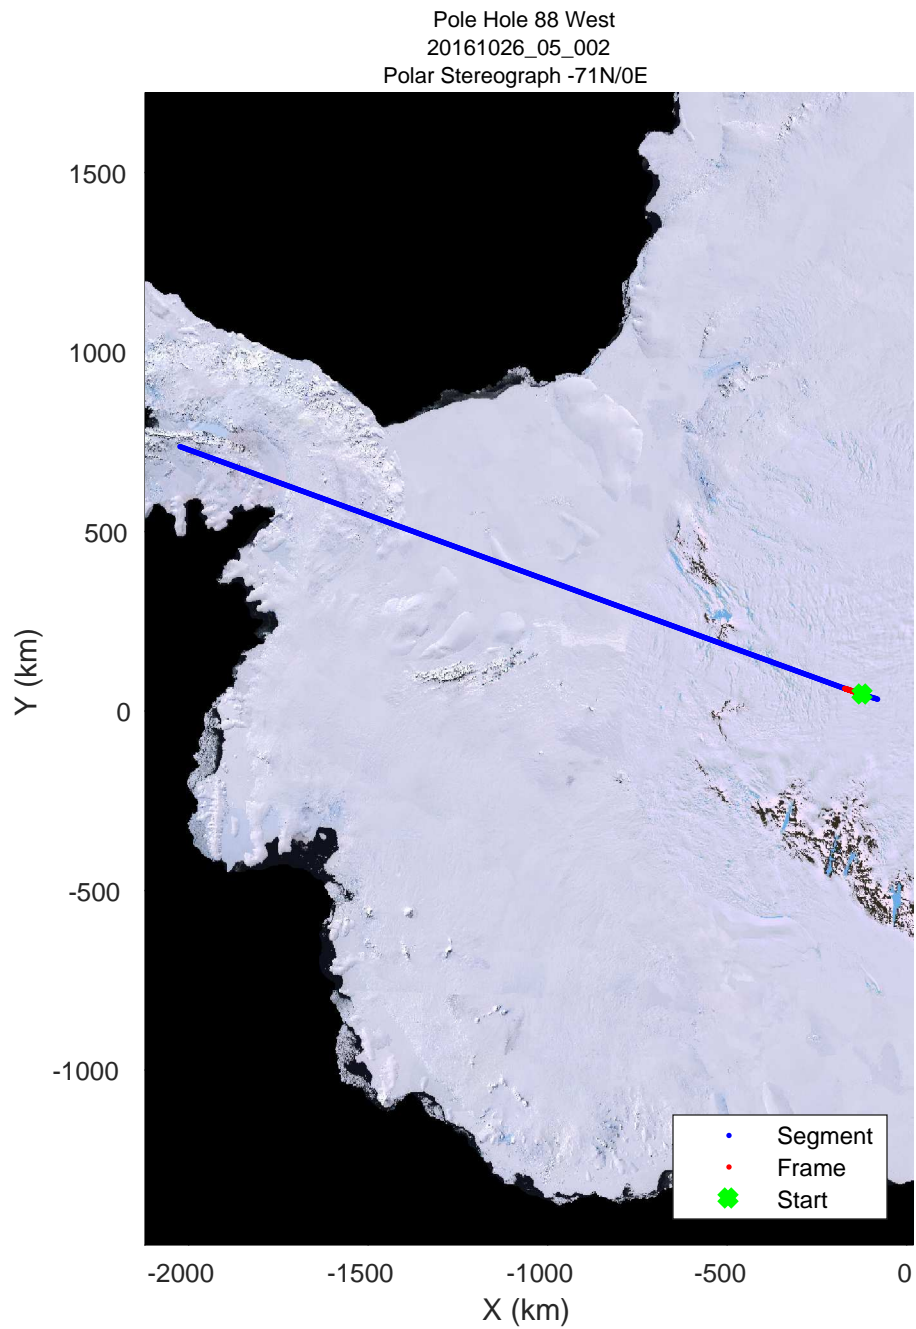 Pole Hole 88 West
20161026_05_002
Polar Stereograph -71N/0E
1500
1000
500
0
-500
-1000
Y (km)
-2000 -1500 -1000 -500 0
X (km)
Segment
Frame
Start